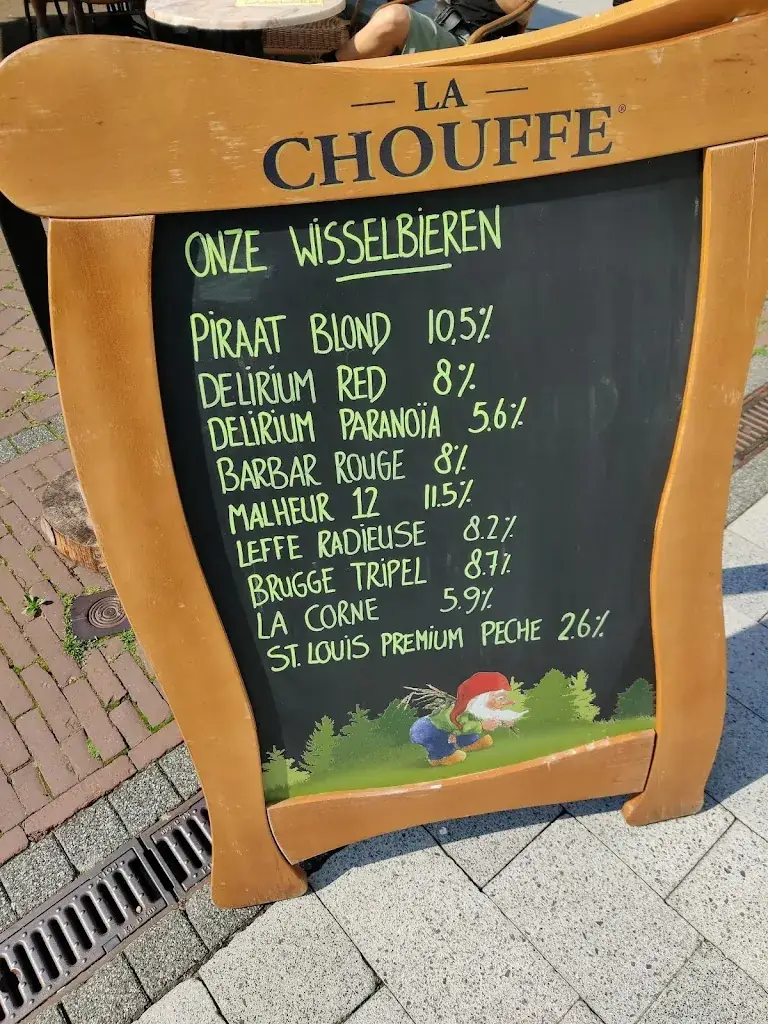 LA
CHOUFFE®
ONZE WISSELBIEREN
PIRAAT BLOND 10,5%
DELIRIUM RED 8%
DELIRIUM PARANOÏA 5.6%
BARBAR ROUGE 8%
MALHEUR 12 11.5%
LEFFE RADIEUSE 8.2%
BRUGGE TRIPEL 8.7%
LA CORNE 5.9%
ST. LOUIS PREMIUM PECHE 2.6%